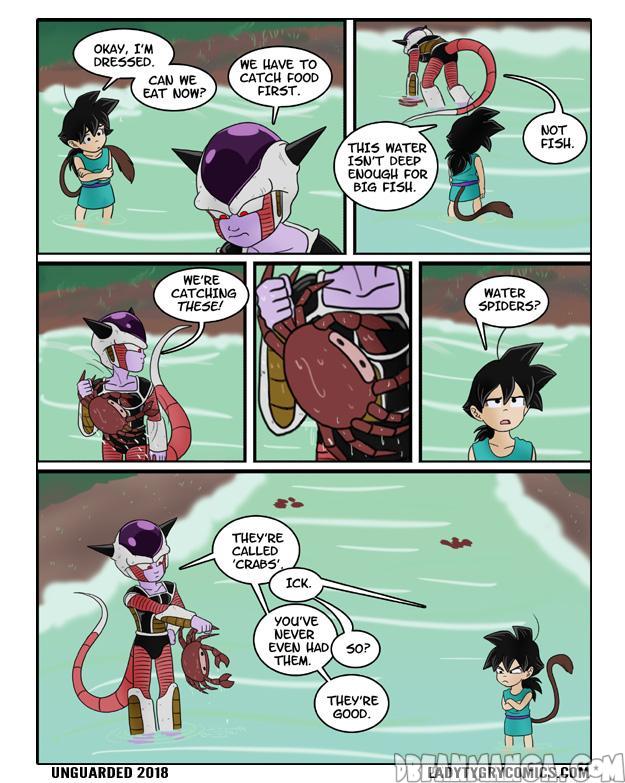 OKAY, I'M
DRESSED.
CAN WE
EAT NOW?
WE HAVE TO
CATCH FOOD
FIRST.
THIS WATER
ISN'T DEEP
ENOUGH FOR
BIG FISH.
NOT
FISH.
WE'RE
CATCHING
THESE!
WATER
SPIDERS?
THEY'RE
CALLED
'CRABS'.
ICK.
YOU'VE
NEVER
EVEN HAD
THEM.
SO?
THEY'RE
GOOD.
UNGUARDED 2018
LADYTYGRYCOMICS.COM
DBFANMANGA.COM